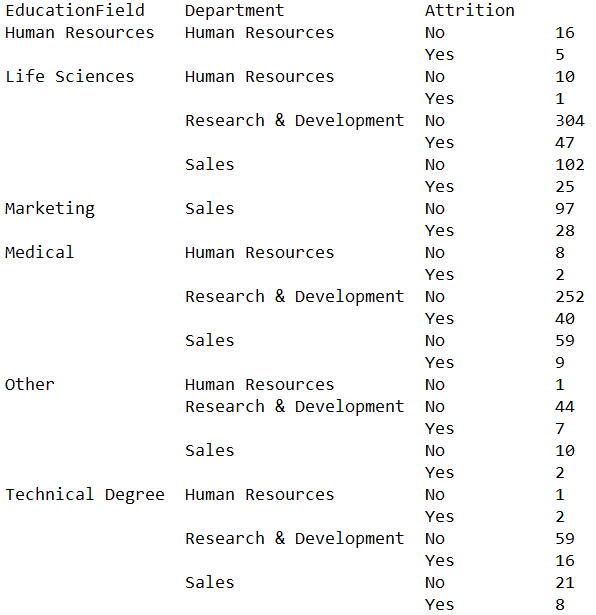 EducationField    Department              Attrition
Human Resources   Human Resources         No           16
                                          Yes          5
Life Sciences     Human Resources         No           10
                                          Yes          1
                  Research & Development  No           304
                                          Yes          47
                  Sales                   No           102
                                          Yes          25
Marketing         Sales                   No           97
                                          Yes          28
Medical           Human Resources         No           8
                                          Yes          2
                  Research & Development  No           252
                                          Yes          40
                  Sales                   No           59
                                          Yes          9
Other             Human Resources         No           1
                  Research & Development  No           44
                                          Yes          7
                  Sales                   No           10
                                          Yes          2
Technical Degree  Human Resources         No           1
                                          Yes          2
                  Research & Development  No           59
                                          Yes          16
                  Sales                   No           21
                                          Yes          8